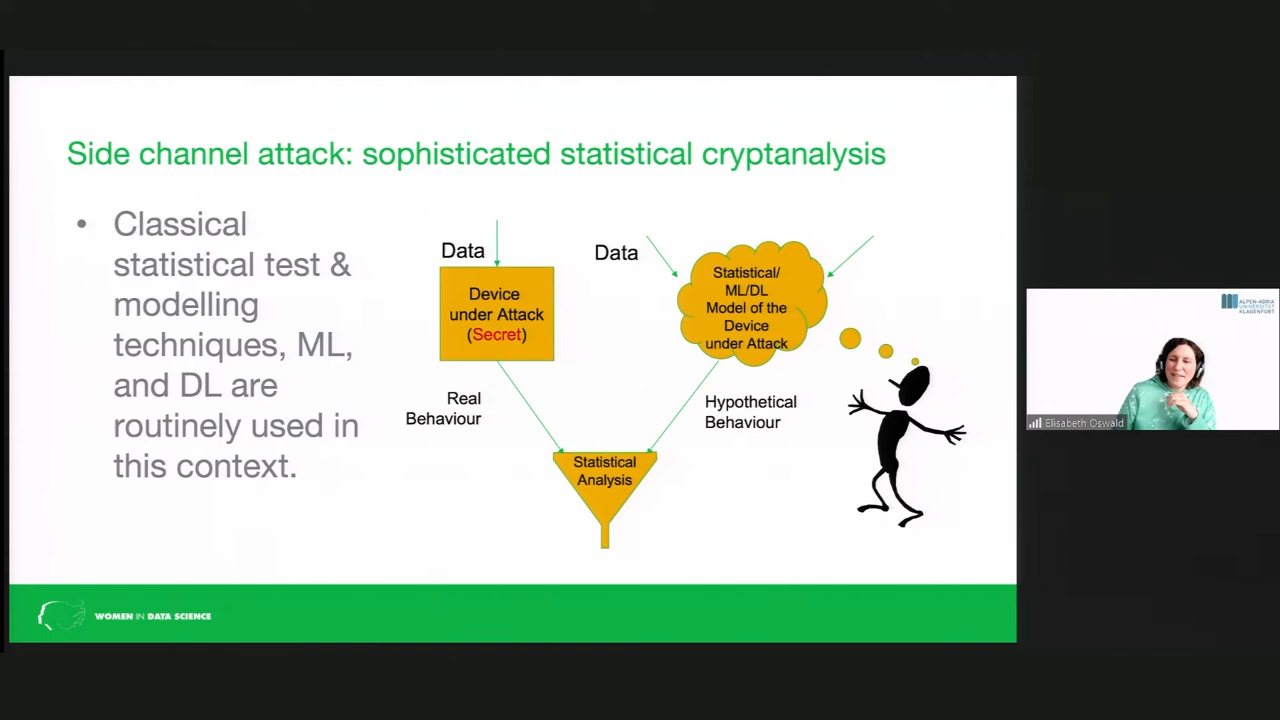 Side channel attack: sophisticated statistical cryptanalysis
• Classical
statistical test &
modelling
techniques, ML,
and DL are
routinely used in
this context.
Data
Device
under Attack
(Secret)
Data
Statistical/
ML/DL
Model of the
Device
under Attack
Real
Behaviour
Hypothetical
Behaviour
Statistical
Analysis
WOMEN IN DATA SCIENCE
ALPEN-ADRIA
UNIVERSITÄT
KLAGENFURT
Elisabeth Oswald